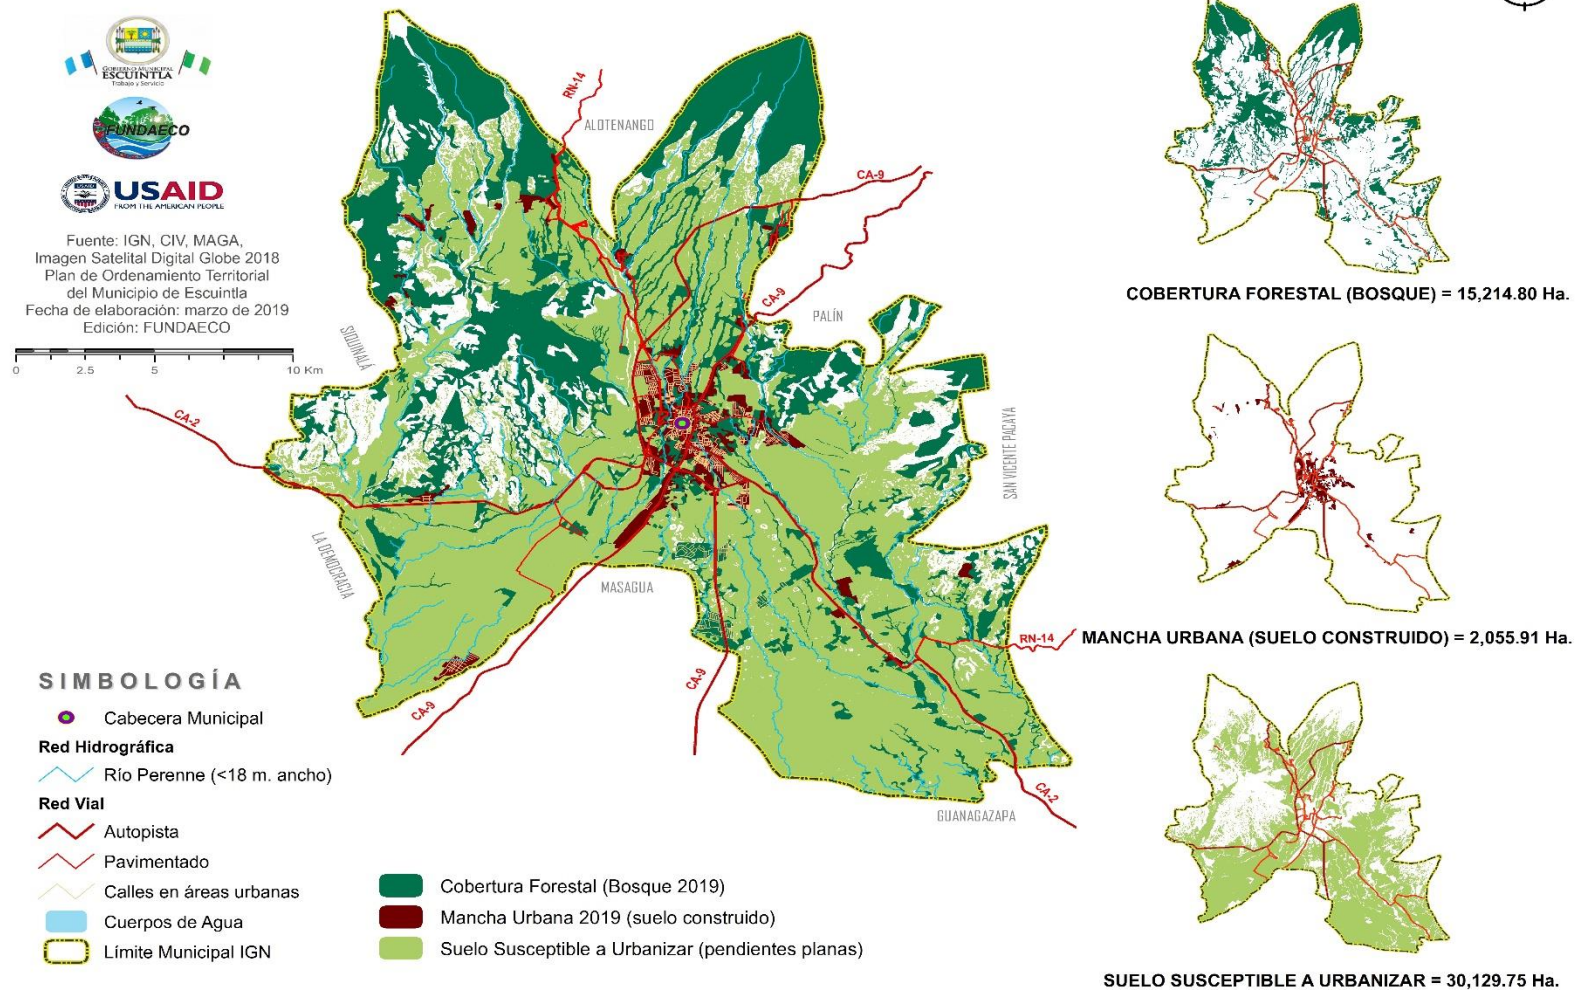 GOBIERNO MUNICIPAL
ESCUINTLA
Trabajo y Servicio
FUNDAECO
USAID
USAID
FROM THE AMERICAN PEOPLE
Fuente: IGN, CIV, MAGA,
Imagen Satelital Digital Globe 2018
Plan de Ordenamiento Territorial
del Municipio de Escuintla
Fecha de elaboración: marzo de 2019
Edición: FUNDAECO
0 2.5 5 10 Km
RN-14
ALOTENANGO
CA-9
CA-9
PALÍN
SIQUINALÁ
CA-2
SAN VICENTE PACAYA
LA DEMOCRACIA
MASAGUA
RN-14
CA-9
CA-9
CA-2
GUANAGAZAPA
SIMBOLOGÍA
Cabecera Municipal
Red Hidrográfica
Río Perenne (<18 m. ancho)
Red Vial
Autopista
Pavimentado
Calles en áreas urbanas
Cuerpos de Agua
Límite Municipal IGN
Cobertura Forestal (Bosque 2019)
Mancha Urbana 2019 (suelo construido)
Suelo Susceptible a Urbanizar (pendientes planas)
COBERTURA FORESTAL (BOSQUE) = 15,214.80 Ha.
MANCHA URBANA (SUELO CONSTRUIDO) = 2,055.91 Ha.
SUELO SUSCEPTIBLE A URBANIZAR = 30,129.75 Ha.